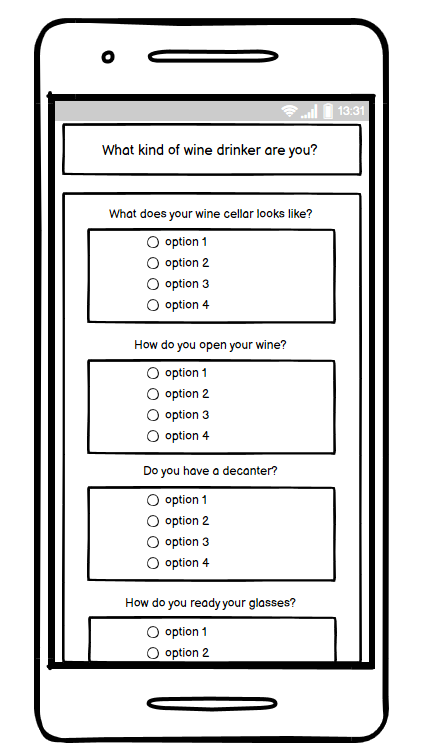 13:31
What kind of wine drinker are you?
What does your wine cellar looks like?
option 1
option 2
option 3
option 4
How do you open your wine?
option 1
option 2
option 3
option 4
Do you have a decanter?
option 1
option 2
option 3
option 4
How do you ready your glasses?
option 1
option 2